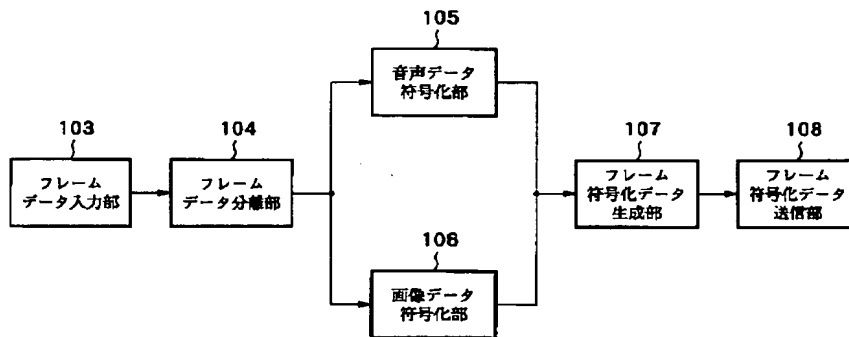 105
音声データ
符号化部
103
フレーム
データ入力部
104
フレーム
データ分離部
107
フレーム
符号化データ
生成部
108
フレーム
符号化データ
送信部
108
画像データ
符号化部